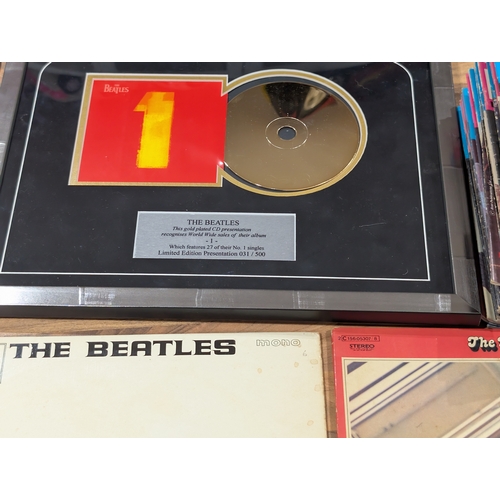 THE BEATLES
1
THE BEATLES
This gold plated CD presentation
recognises World Wide sales of their album
- 1 -
Which features 27 of their No. 1 singles
Limited Edition Presentation 031 / 500
THE BEATLES mono
STEREO
The